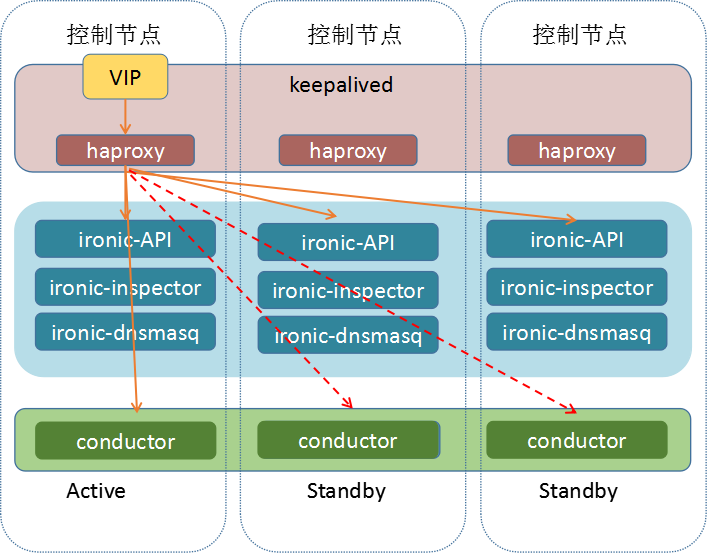 控制节点
控制节点
控制节点
VIP
keepalived
haproxy
haproxy
haproxy
ironic-API
ironic-API
ironic-API
ironic-inspector
ironic-inspector
ironic-inspector
ironic-dnsmasq
ironic-dnsmasq
ironic-dnsmasq
conductor
conductor
conductor
Active
Standby
Standby